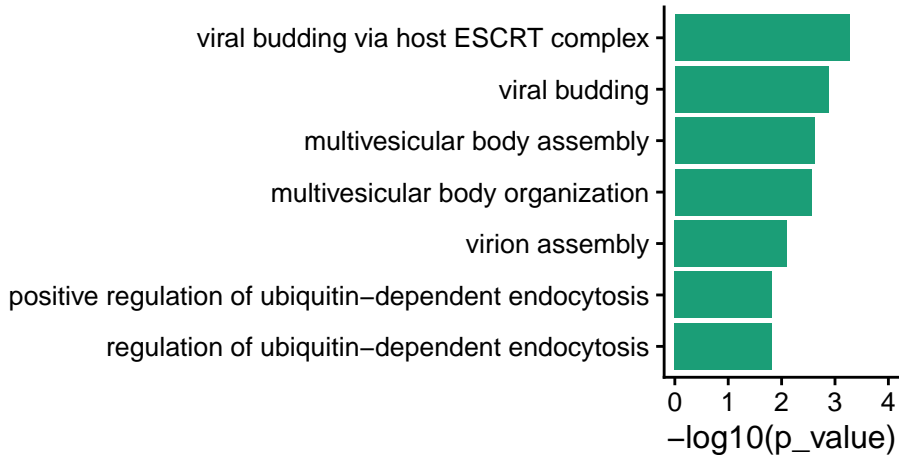 viral budding via host ESCRT complex
viral budding
multivesicular body assembly
multivesicular body organization
virion assembly
positive regulation of ubiquitin−dependent endocytosis
regulation of ubiquitin−dependent endocytosis
0 1 2 3 4
−log10(p_value)